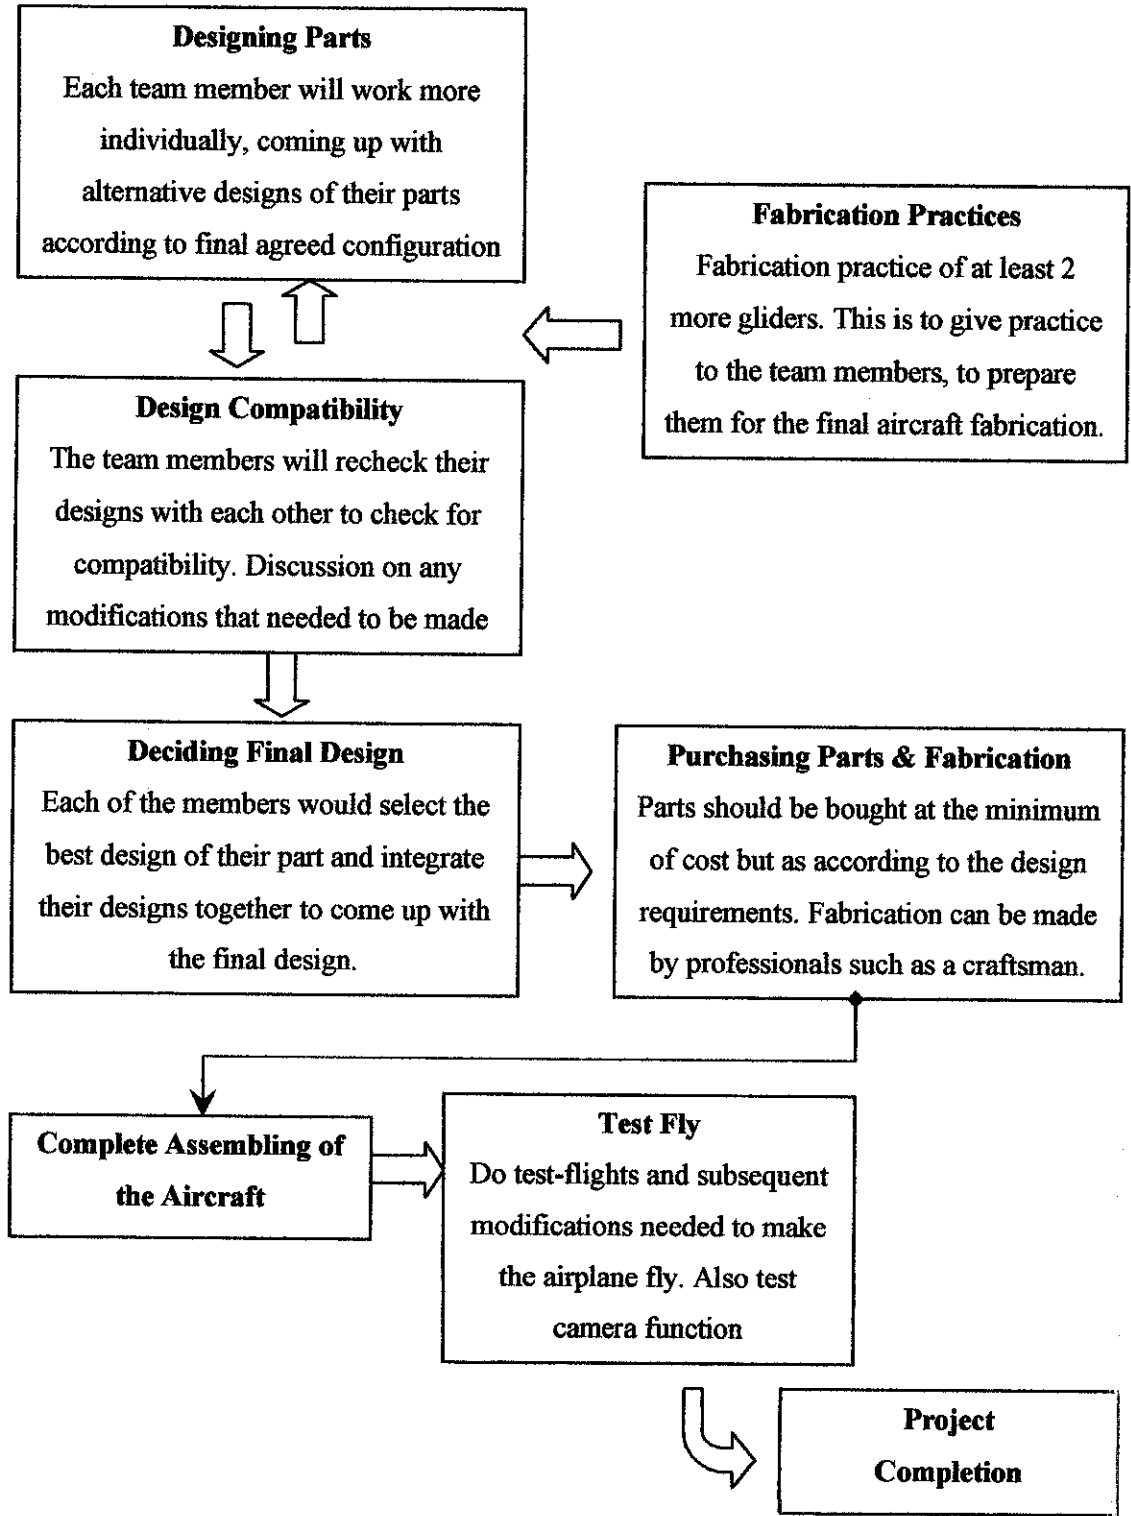 Designing Parts
Each team member will work more
individually, coming up with
alternative designs of their parts
according to final agreed configuration
Fabrication Practices
Fabrication practice of at least 2
more gliders. This is to give practice
to the team members, to prepare
them for the final aircraft fabrication.
Design Compatibility
The team members will recheck their
designs with each other to check for
compatibility. Discussion on any
modifications that needed to be made
Deciding Final Design
Each of the members would select the
best design of their part and integrate
their designs together to come up with
the final design.
Purchasing Parts & Fabrication
Parts should be bought at the minimum
of cost but as according to the design
requirements. Fabrication can be made
by professionals such as a craftsman.
Complete Assembling of
the Aircraft
Test Fly
Do test-flights and subsequent
modifications needed to make
the airplane fly. Also test
camera function
Project
Completion